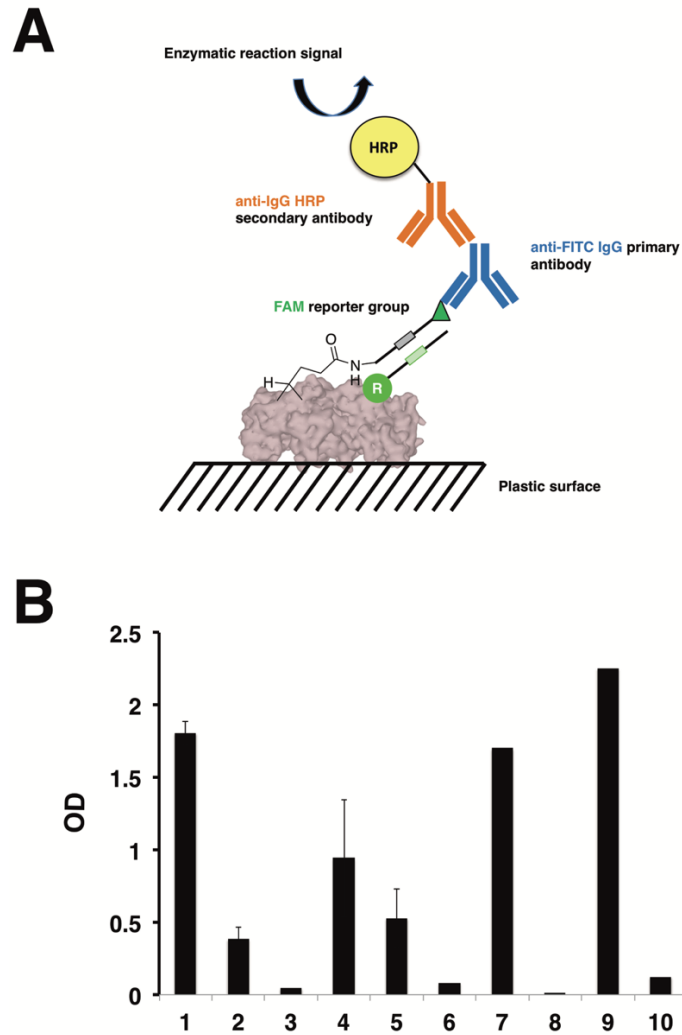 A
Enzymatic reaction signal
HRP
anti-IgG HRP
secondary antibody
anti-FITC IgG primary
antibody
FAM reporter group
O
N
H
H
R
Plastic surface
B
2.5
2
1.5
1
0.5
0
OD
1 2 3 4 5 6 7 8 9 10